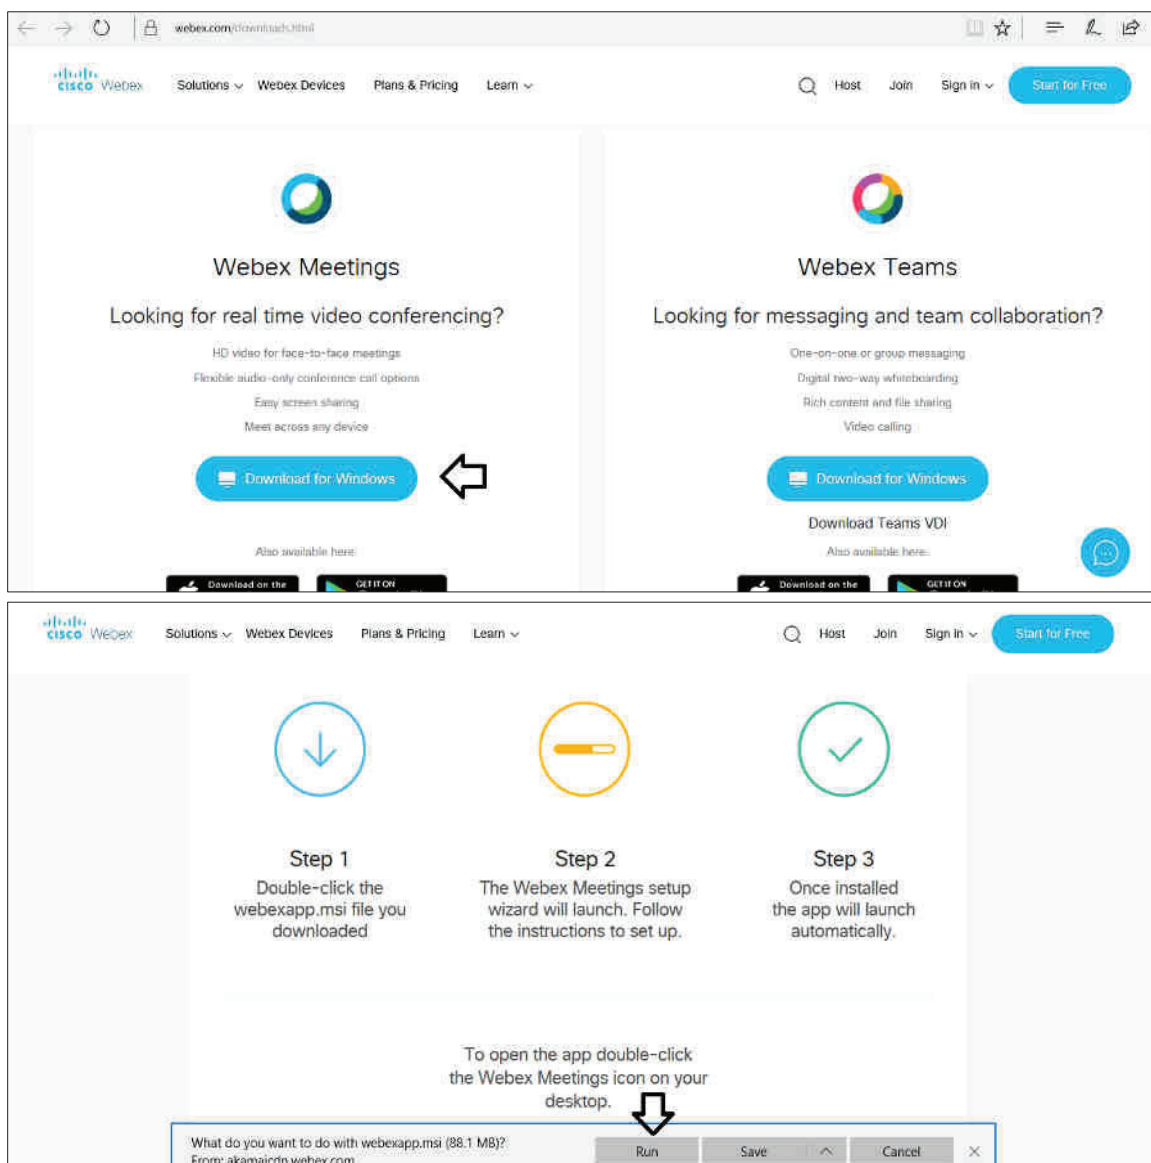 webex.com/downloads.html
CISCO Webex Solutions Webex Devices Plans & Pricing Learn Host Join Sign in Start for Free
Webex Meetings
Looking for real time video conferencing?
HD video for face-to-face meetings
Flexible audio-only conference call options
Easy screen sharing
Meet across any device
Download for Windows
Also available here:
Download on the
GET IT ON
Webex Teams
Looking for messaging and team collaboration?
One-on-one or group messaging
Digital two-way whiteboarding
Rich content and file sharing
Video calling
Download for Windows
Download Teams VDI
Also available here:
Download on the
GET IT ON
CISCO Webex Solutions Webex Devices Plans & Pricing Learn Host Join Sign in Start for Free
Step 1
Double-click the
webexapp.msi file you
downloaded
Step 2
The Webex Meetings setup
wizard will launch. Follow
the instructions to set up.
Step 3
Once installed
the app will launch
automatically.
To open the app double-click
the Webex Meetings icon on your
desktop.
What do you want to do with webexapp.msi (88.1 MB)?
From: akamaicdn.webex.com
Run Save Cancel